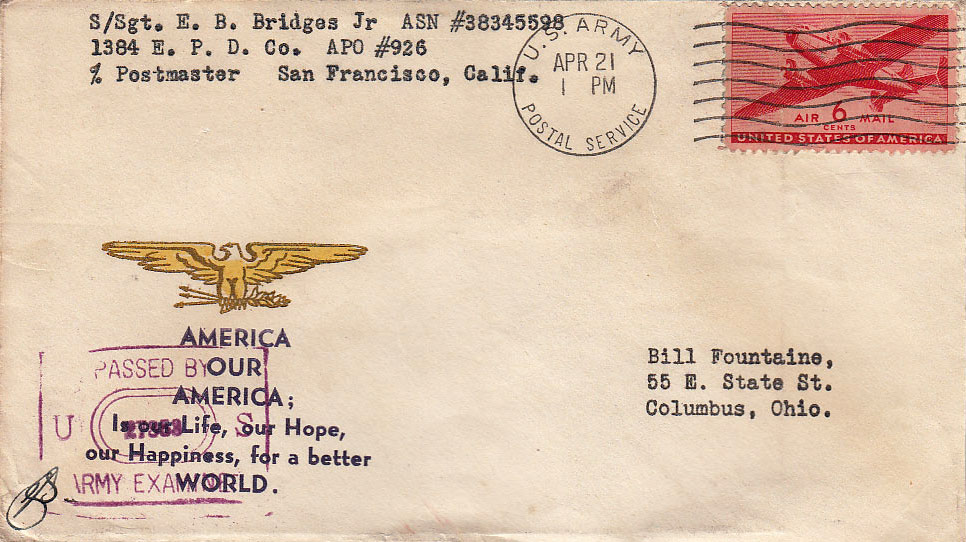 S/Sgt. E. B. Bridges Jr ASN #38345598
1384 E. P. D. Co. APO #926
℅ Postmaster San Francisco, Calif.
U.S. ARMY
APR 21
1 PM
POSTAL SERVICE
AIR 6 MAIL
CENTS
UNITED STATES OF AMERICA
AMERICA
OUR
AMERICA;
Is our Life, our Hope,
our Happiness, for a better
WORLD.
PASSED BY
U S
ARMY EXAMINER
Bill Fountaine,
55 E. State St.
Columbus, Ohio.